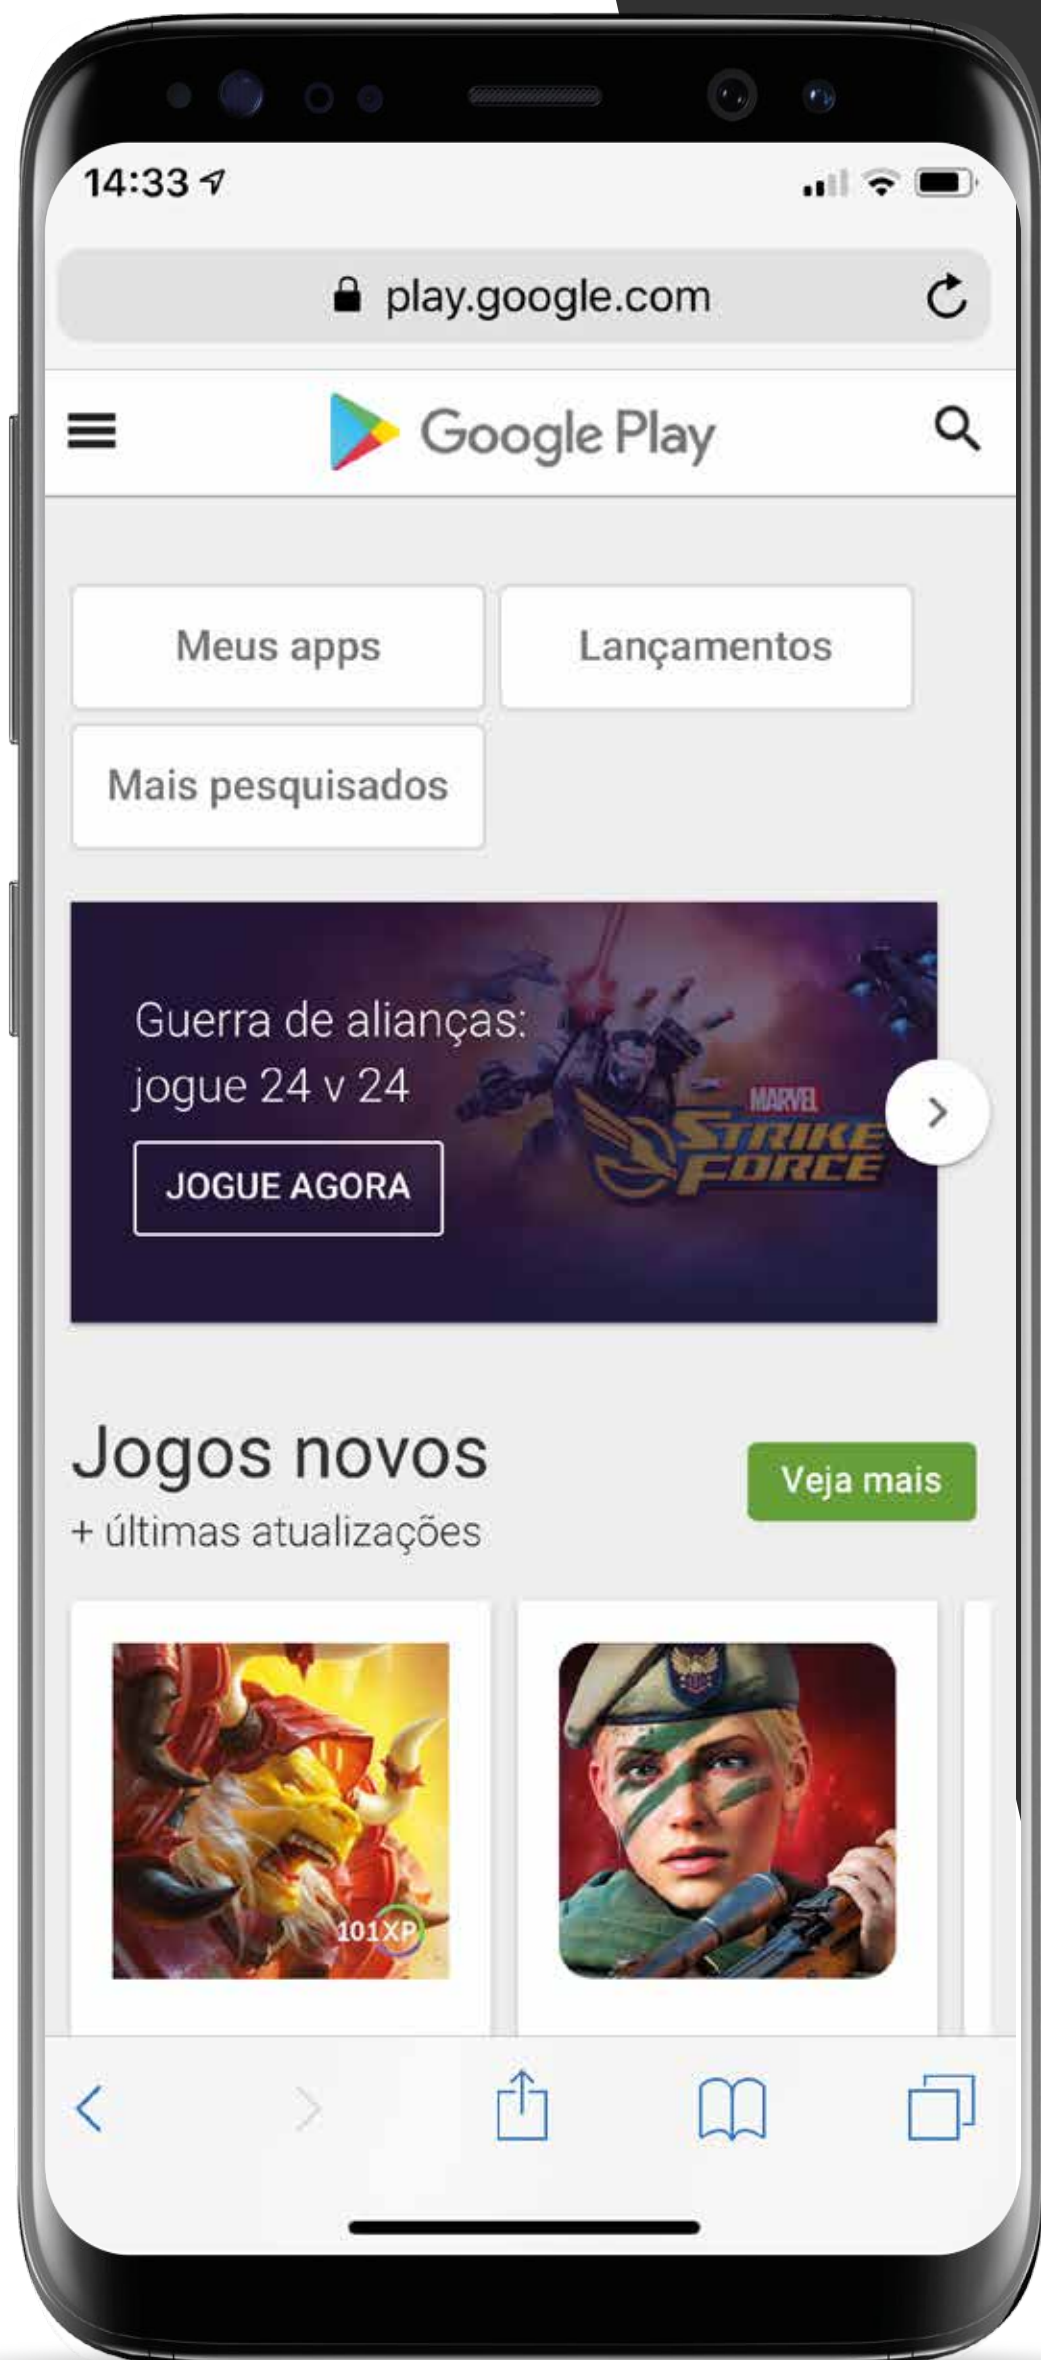 14:33
play.google.com
Google Play
Meus apps
Lançamentos
Mais pesquisados
Guerra de alianças:
jogue 24 v 24
JOGUE AGORA
MARVEL
STRIKE
FORCE
Jogos novos
Veja mais
+ últimas atualizações
101XP